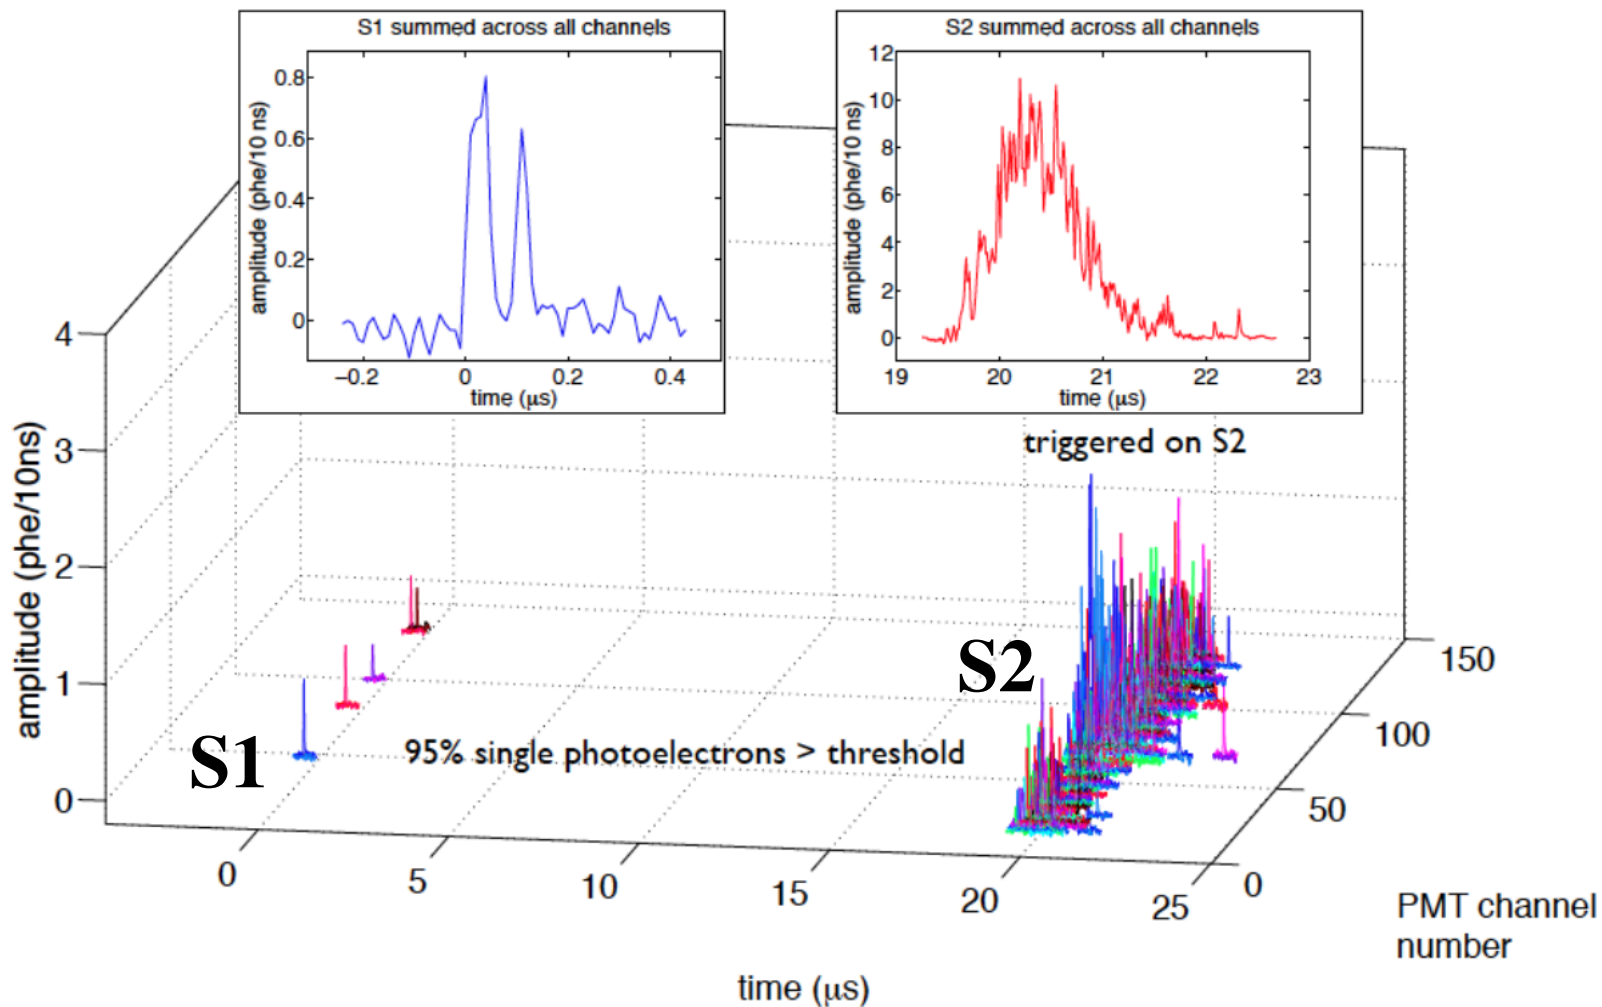 S1 summed across all channels
amplitude (phe/10 ns)
0.8
0.6
0.4
0.2
0
−0.2
0
0.2
0.4
time (μs)
S2 summed across all channels
amplitude (phe/10 ns)
12
10
8
6
4
2
0
19
20
21
22
23
time (μs)
triggered on S2
amplitude (phe/10ns)
4
3
2
1
0
S1
95% single photoelectrons > threshold
S2
0
5
10
15
20
25
time (μs)
0
50
100
150
PMT channel
number